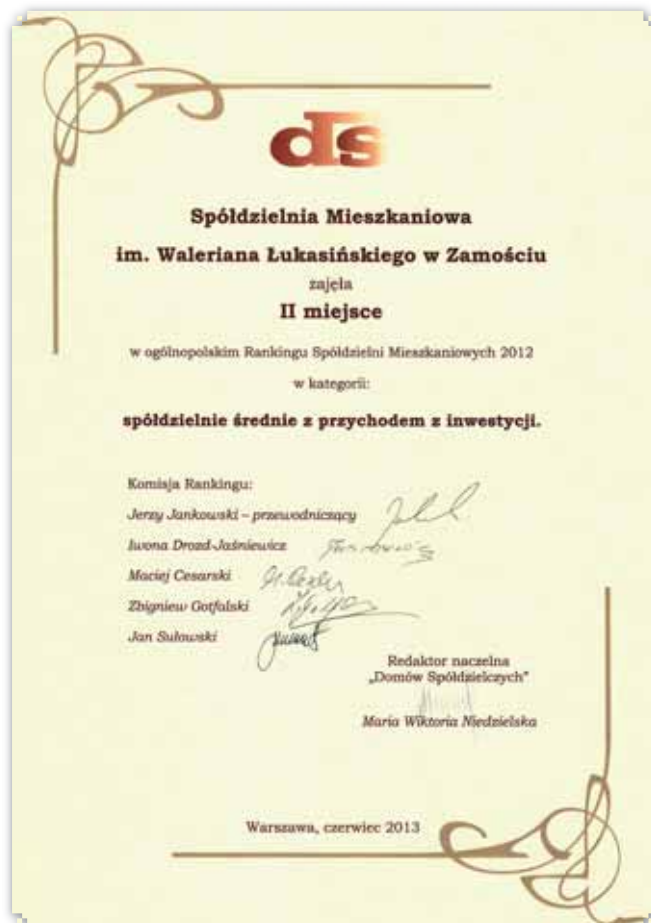 dTs
Spółdzielnia Mieszkaniowa
im. Waleriana Łukasińskiego w Zamościu
zajęła
II miejsce
w ogólnopolskim Rankingu Spółdzielni Mieszkaniowych 2012
w kategorii:
spółdzielnie średnie z przychodem z inwestycji.
Komisja Rankingu:
Jerzy Jankowski – przewodniczący
Iwona Drozd-Jaśniewicz
Maciej Cesarski
Zbigniew Gotfalski
Jan Sułowski
Redaktor naczelna
„Domów Spółdzielczych”
Maria Wiktoria Niedzielska
Warszawa, czerwiec 2013